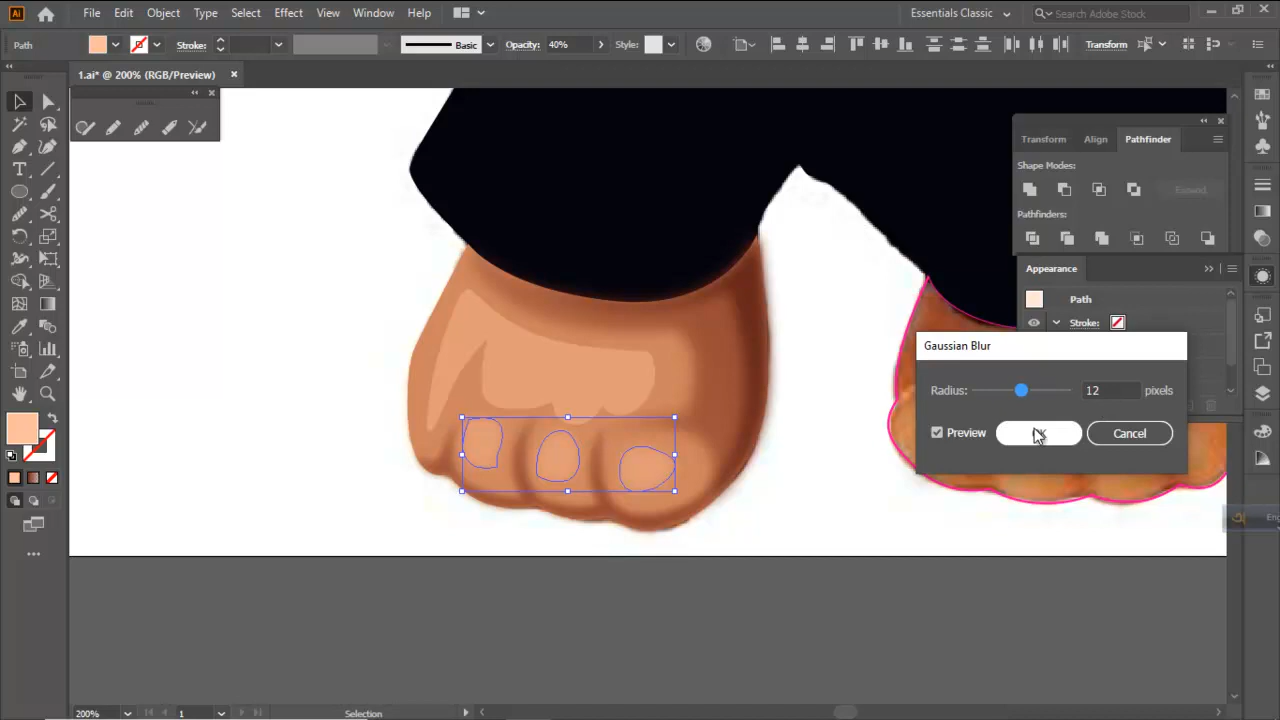 Ai File Edit Object Type Select Effect View Window Help Essentials Classic Search Adobe Stock
Path Stroke: Basic Opacity: 40% Style: Transform
1.ai* @ 200% (RGB/Preview)
Transform Align Pathfinder
Shape Modes:
Expand
Pathfinders:
Appearance
Path
Stroke:
Gaussian Blur
Radius: 12 pixels
Preview Cancel
200% 1 Selection